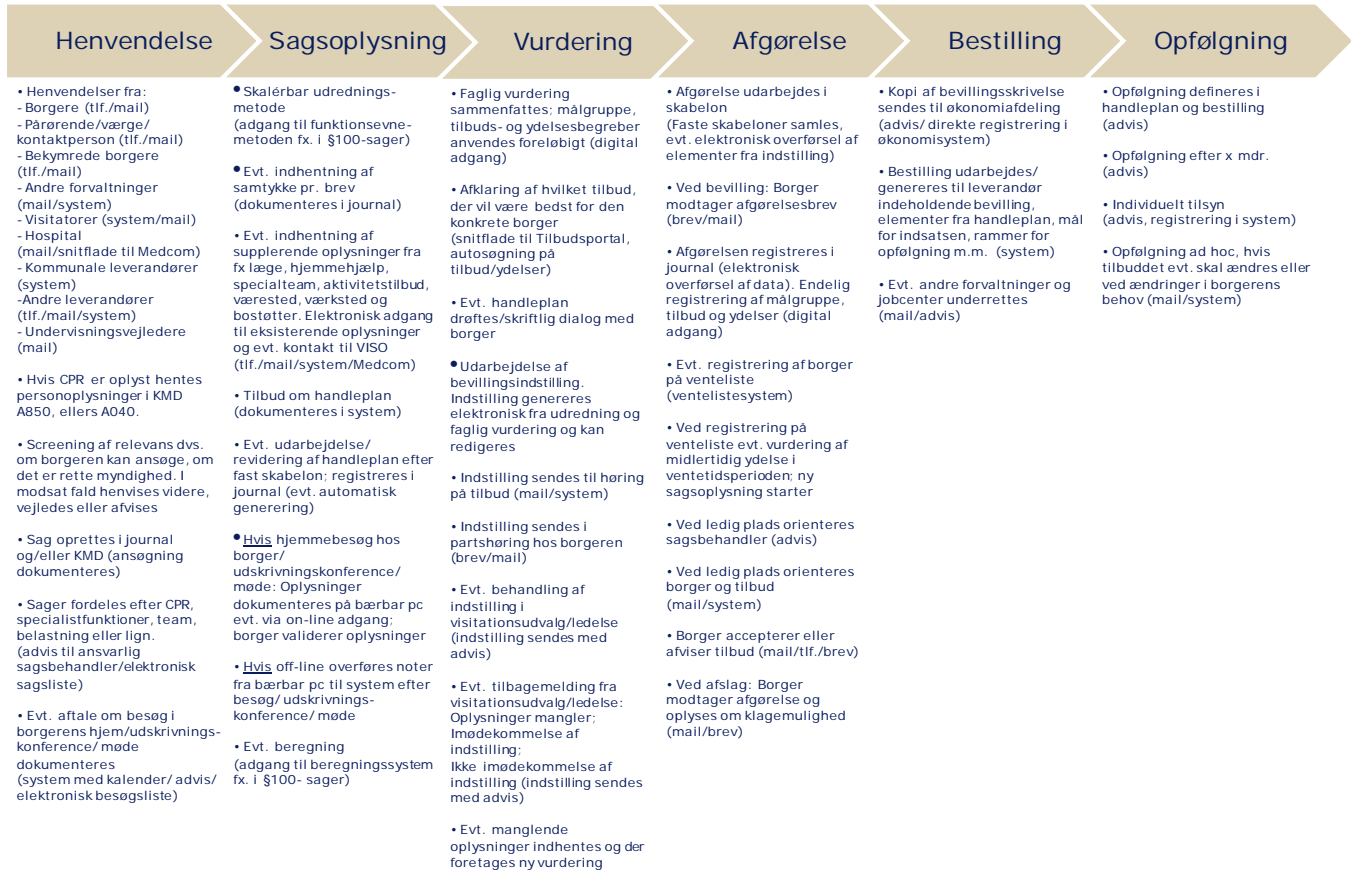 Henvendelse
Sagsoplysning
Vurdering
Afgørelse
Bestilling
Opfølgning
• Henvendelser fra:
- Borgere (tlf./mail)
- Pårørende/værge/
kontaktperson (tlf./mail)
- Bekymrede borgere
(tlf./mail)
- Andre forvaltninger
(mail/system)
- Visitatorer (system/mail)
- Hospital
(mail/snitflade til Medcom)
- Kommunale leverandører
(system)
-Andre leverandører
(tlf./mail/system)
- Undervisningsvejledere
(mail)
• Hvis CPR er oplyst hentes
personoplysninger i KMD
A850, ellers A040.
• Screening af relevans dvs.
om borgeren kan ansøge, om
det er rette myndighed. I
modsat fald henvises videre,
vejledes eller afvises
• Sag oprettes i journal
og/eller KMD (ansøgning
dokumenteres)
• Sager fordeles efter CPR,
specialistfunktioner, team,
belastning eller lign.
(advis til ansvarlig
sagsbehandler/elektronisk
sagsliste)
• Evt. aftale om besøg i
borgerens hjem/udskrivnings-
konference/ møde
dokumenteres
(system med kalender/ advis/
elektronisk besøgsliste)
• Skalérbar udrednings-
metode
(adgang til funktionsevne-
metoden fx. i §100-sager)
• Evt. indhentning af
samtykke pr. brev
(dokumenteres i journal)
• Evt. indhentning af
supplerende oplysninger fra
fx læge, hjemmehjælp,
specialteam, aktivitetstilbud,
værested, værksted og
bostøtter. Elektronisk adgang
til eksisterende oplysninger
og evt. kontakt til VISO
(tlf./mail/system/Medcom)
• Tilbud om handleplan
(dokumenteres i system)
• Evt. udarbejdelse/
revidering af handleplan efter
fast skabelon; registreres i
journal (evt. automatisk
generering)
• Hvis hjemmebesøg hos
borger/
udskrivningskonference/
møde: Oplysninger
dokumenteres på bærbar pc
evt. via on-line adgang;
borger validerer oplysninger
• Hvis off-line overføres noter
fra bærbar pc til system efter
besøg/ udskrivnings-
konference/ møde
• Evt. beregning
(adgang til beregningssystem
fx. i §100- sager)
• Faglig vurdering
sammenfattes; målgruppe,
tilbuds- og ydelsesbegreber
anvendes foreløbigt (digital
adgang)
• Afklaring af hvilket tilbud,
der vil være bedst for den
konkrete borger
(snitflade til Tilbudsportal,
autosøgning på
tilbud/ydelser)
• Evt. handleplan
drøftes/skriftlig dialog med
borger
• Udarbejdelse af
bevillingsindstilling.
Indstilling genereres
elektronisk fra udredning og
faglig vurdering og kan
redigeres
• Indstilling sendes til høring
på tilbud (mail/system)
• Indstilling sendes i
partshøring hos borgeren
(brev/mail)
• Evt. behandling af
indstilling i
visitationsudvalg/ledelse
(indstilling sendes med
advis)
• Evt. tilbagemelding fra
visitationsudvalg/ledelse:
Oplysninger mangler;
Imødekommelse af
indstilling;
Ikke imødekommelse af
indstilling (indstilling sendes
med advis)
• Evt. manglende
oplysninger indhentes og der
foretages ny vurdering
• Afgørelse udarbejdes i
skabelon
(Faste skabeloner samles,
evt. elektronisk overførsel af
elementer fra indstilling)
• Ved bevilling: Borger
modtager afgørelsesbrev
(brev/mail)
• Afgørelsen registreres i
journal (elektronisk
overførsel af data). Endelig
registrering af målgruppe,
tilbud og ydelser (digital
adgang)
• Evt. registrering af borger
på venteliste
(ventelistesystem)
• Ved registrering på
venteliste evt. vurdering af
midlertidig ydelse i
ventetidsperioden; ny
sagsoplysning starter
• Ved ledig plads orienteres
sagsbehandler (advis)
• Ved ledig plads orienteres
borger og tilbud
(mail/system)
• Borger accepterer eller
afviser tilbud (mail/tlf./brev)
• Ved afslag: Borger
modtager afgørelse og
oplyses om klagemulighed
(mail/brev)
• Kopi af bevillingsskrivelse
sendes til økonomiafdeling
(advis/ direkte registrering i
økonomisystem)
• Bestilling udarbejdes/
genereres til leverandør
indeholdende bevilling,
elementer fra handleplan, mål
for indsatsen, rammer for
opfølgning m.m. (system)
• Evt. andre forvaltninger og
jobcenter underrettes
(mail/advis)
• Opfølgning defineres i
handleplan og bestilling
(advis)
• Opfølgning efter x mdr.
(advis)
• Individuelt tilsyn
(advis, registrering i system)
• Opfølgning ad hoc, hvis
tilbuddet evt. skal ændres eller
ved ændringer i borgerens
behov (mail/system)